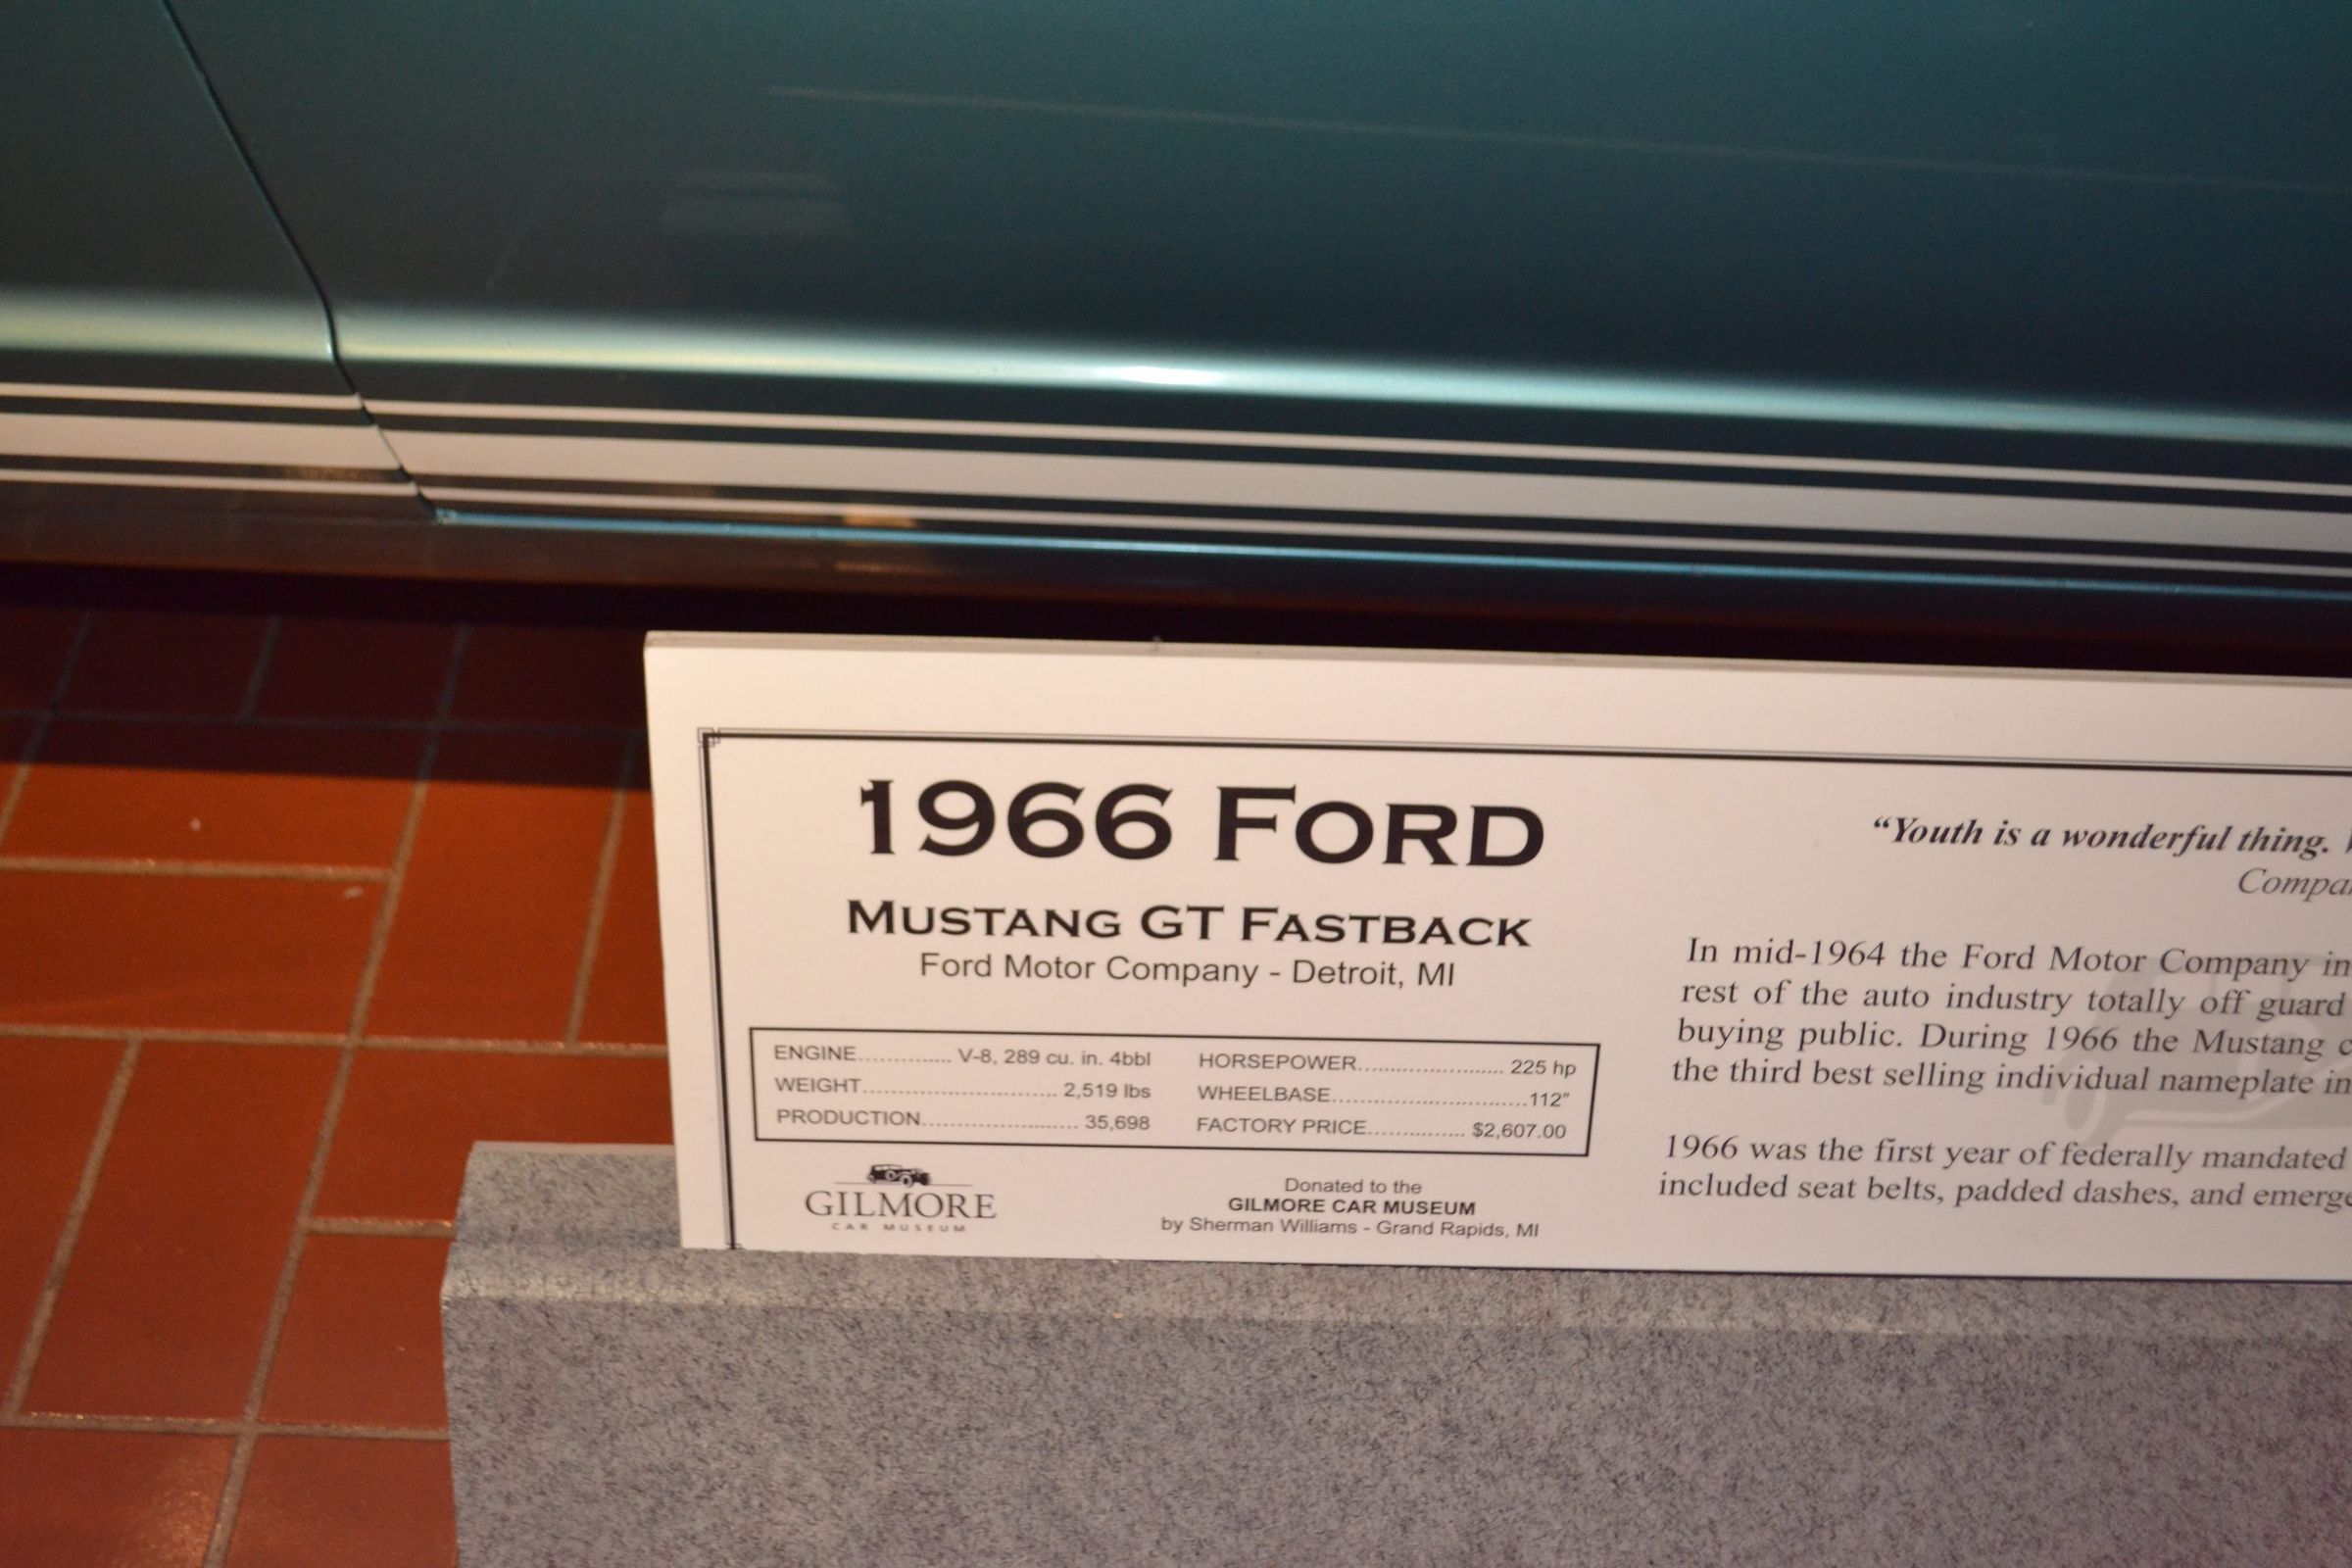 1966 FORD
MUSTANG GT FASTBACK
Ford Motor Company - Detroit, MI
ENGINE............. V-8, 289 cu. in. 4bbl
WEIGHT........................... 2,519 lbs
PRODUCTION...................... 35,698
HORSEPOWER..................... 225 hp
WHEELBASE............................112"
FACTORY PRICE.............. $2,607.00
GILMORE
CAR MUSEUM
Donated to the
GILMORE CAR MUSEUM
by Sherman Williams - Grand Rapids, MI
“Youth is a wonderful thing.
In mid-1964 the Ford Motor Company
rest of the auto industry totally off guard
buying public. During 1966 the Mustang
the third best selling individual nameplate in
1966 was the first year of federally mandated
included seat belts, padded dashes, and